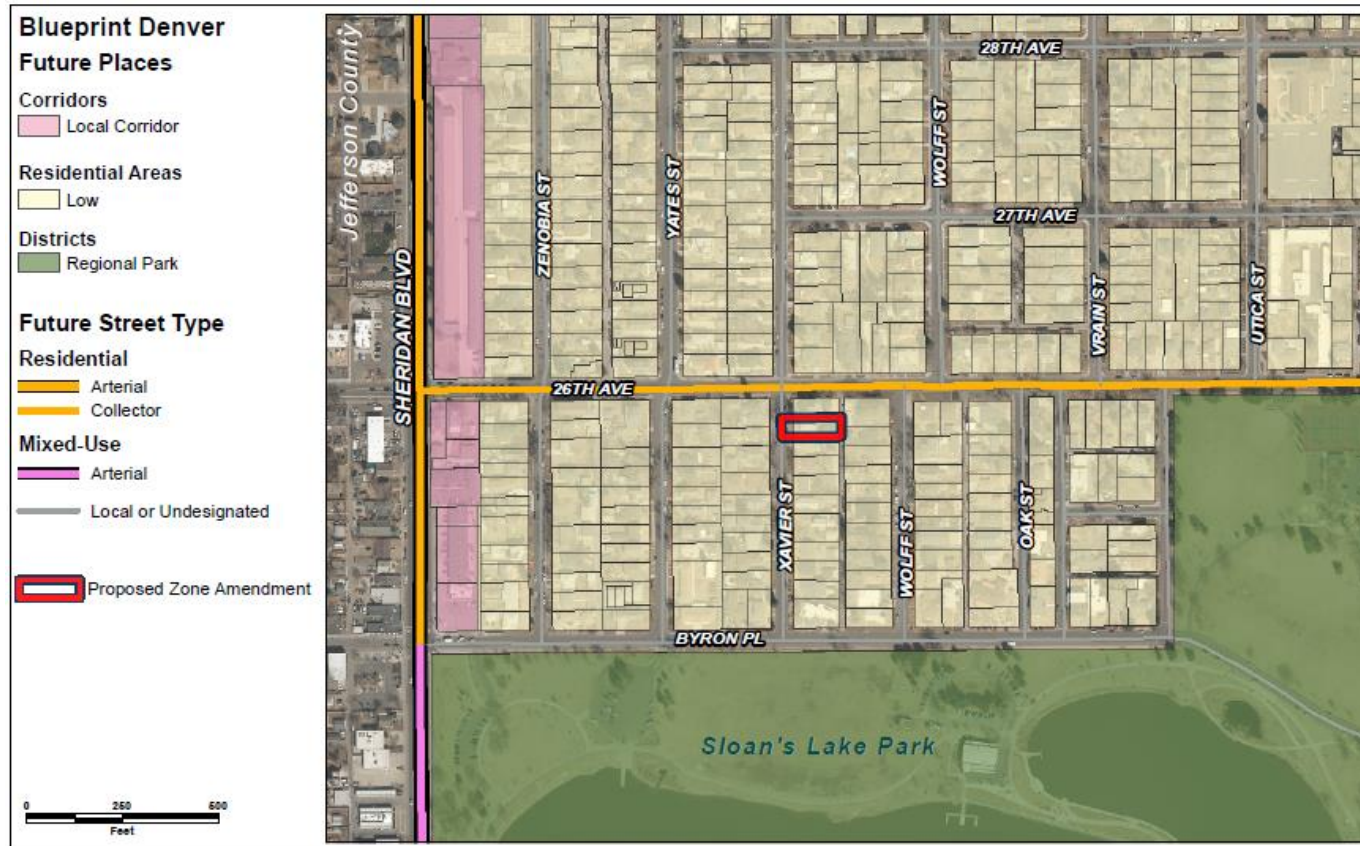 Blueprint Denver
Future Places
Corridors
Local Corridor
Residential Areas
Low
Districts
Regional Park
Future Street Type
Residential
Arterial
Collector
Mixed-Use
Arterial
Local or Undesignated
Proposed Zone Amendment
0 250 500
Feet
Jefferson County
SHERIDAN BLVD
ZENOBIA ST
YATES ST
WOLFF ST
28TH AVE
27TH AVE
VRAIN ST
UTICA ST
26TH AVE
XAVIER ST
WOLFF ST
OAK ST
BYRON PL
Sloan's Lake Park